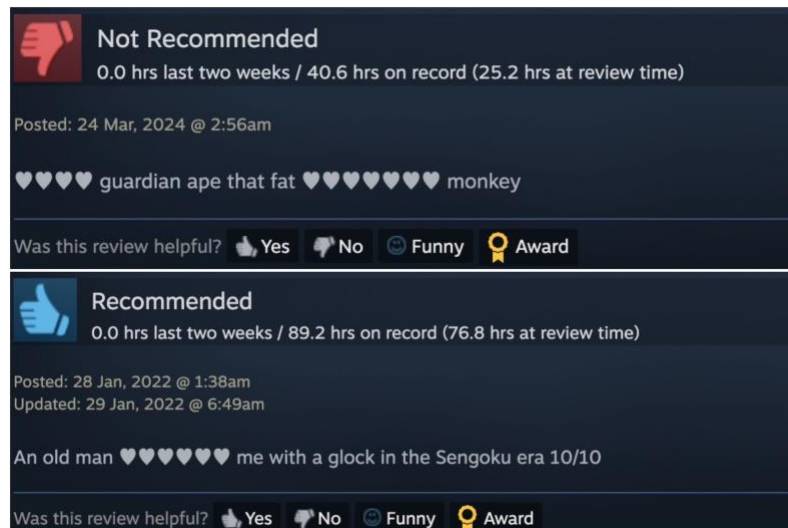 Not Recommended
0.0 hrs last two weeks / 40.6 hrs on record (25.2 hrs at review time)
Posted: 24 Mar, 2024 @ 2:56am
♥♥♥♥ guardian ape that fat ♥♥♥♥♥♥♥ monkey
Was this review helpful? Yes No Funny Award
Recommended
0.0 hrs last two weeks / 89.2 hrs on record (76.8 hrs at review time)
Posted: 28 Jan, 2022 @ 1:38am
Updated: 29 Jan, 2022 @ 6:49am
An old man ♥♥♥♥♥♥ me with a glock in the Sengoku era 10/10
Was this review helpful? Yes No Funny Award